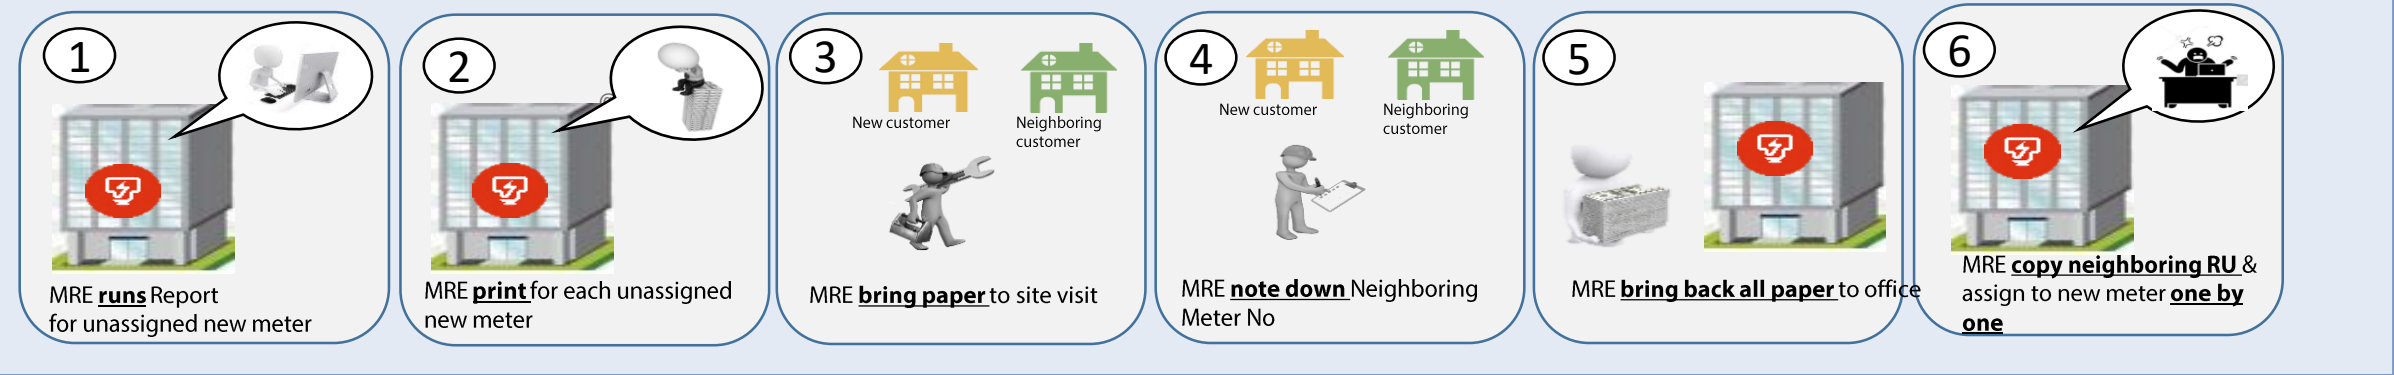 1
MRE runs Report
for unassigned new meter
2
MRE print for each unassigned
new meter
3
New customer
Neighboring
customer
MRE bring paper to site visit
4
New customer
Neighboring
customer
MRE note down Neighboring
Meter No
5
MRE bring back all paper to office
6
MRE copy neighboring RU &
assign to new meter one by
one